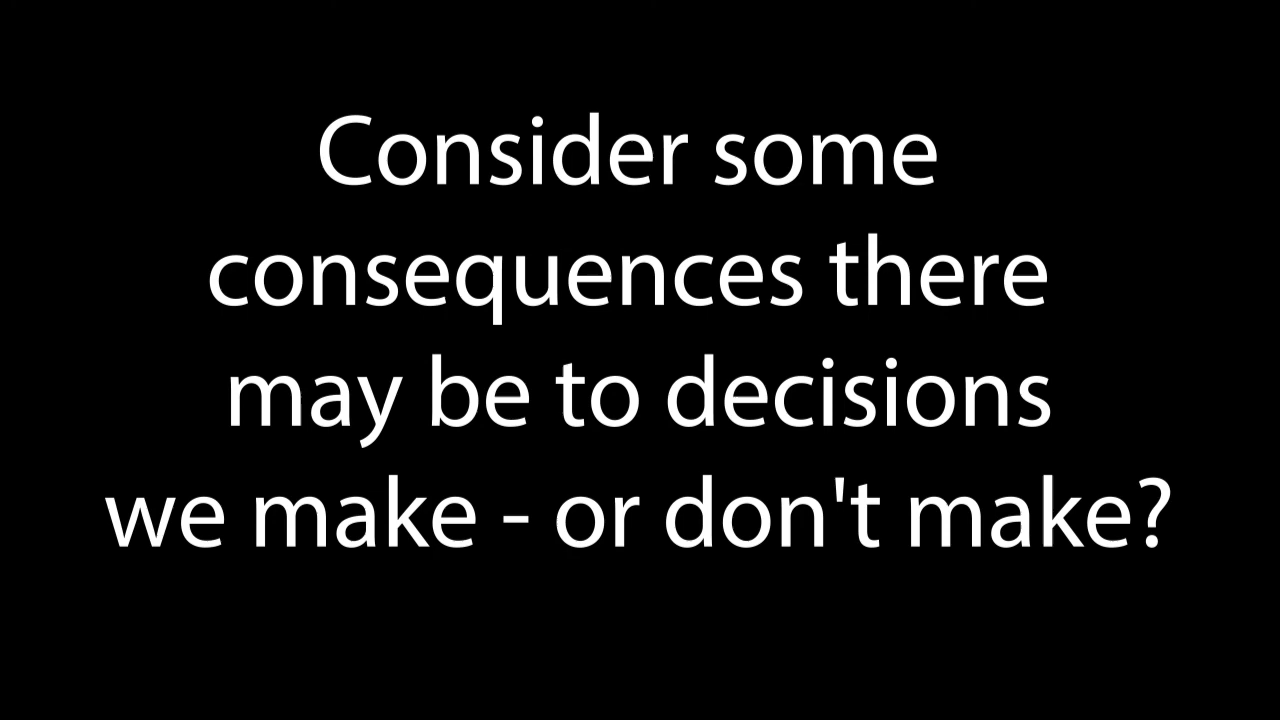 Consider some
consequences there
may be to decisions
we make - or don't make?